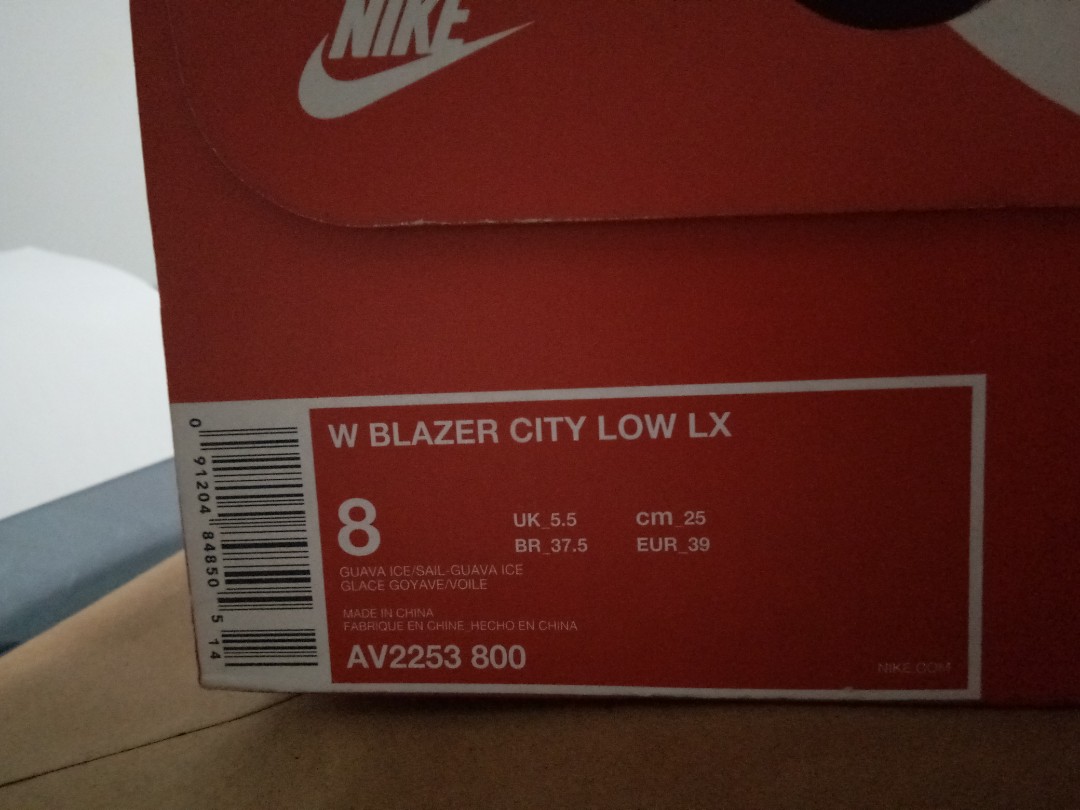 NIKE
W BLAZER CITY LOW LX
8
UK_5.5 cm_25
BR_37.5 EUR_39
GUAVA ICE/SAIL-GUAVA ICE
GLACE GOYAVE/VOILE
MADE IN CHINA
FABRIQUE EN CHINE_HECHO EN CHINA
AV2253 800
NIKE.COM
0 91204 84850 5 14